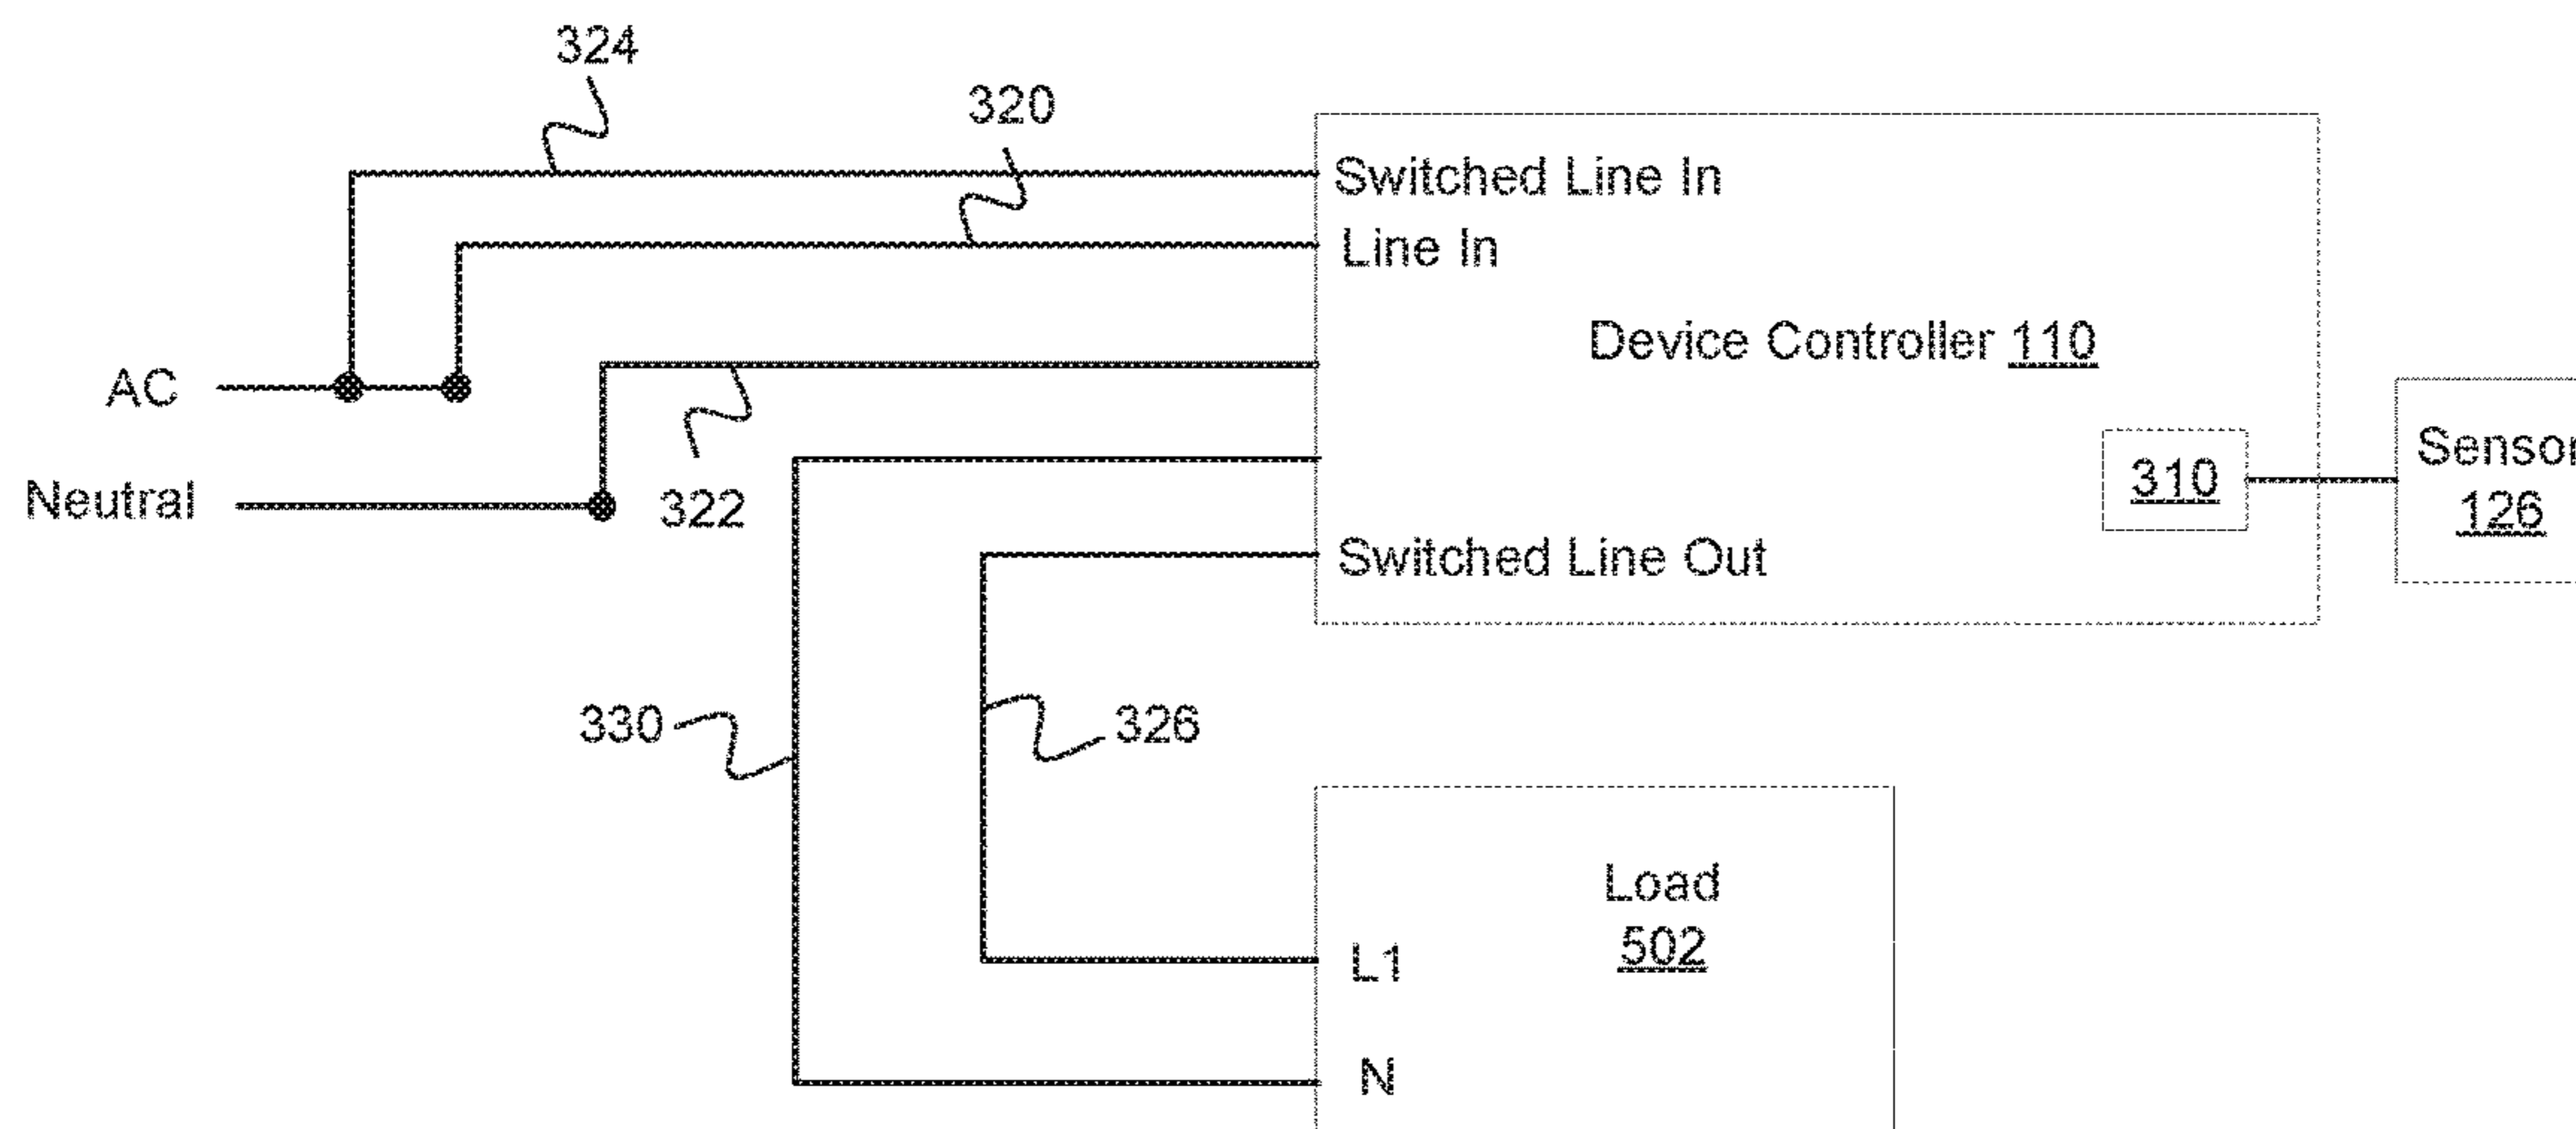 324
320
Switched Line In
Line In
Device Controller 110
AC
Neutral
322
310
Sensor
126
Switched Line Out
330
326
Load
502
L1
N